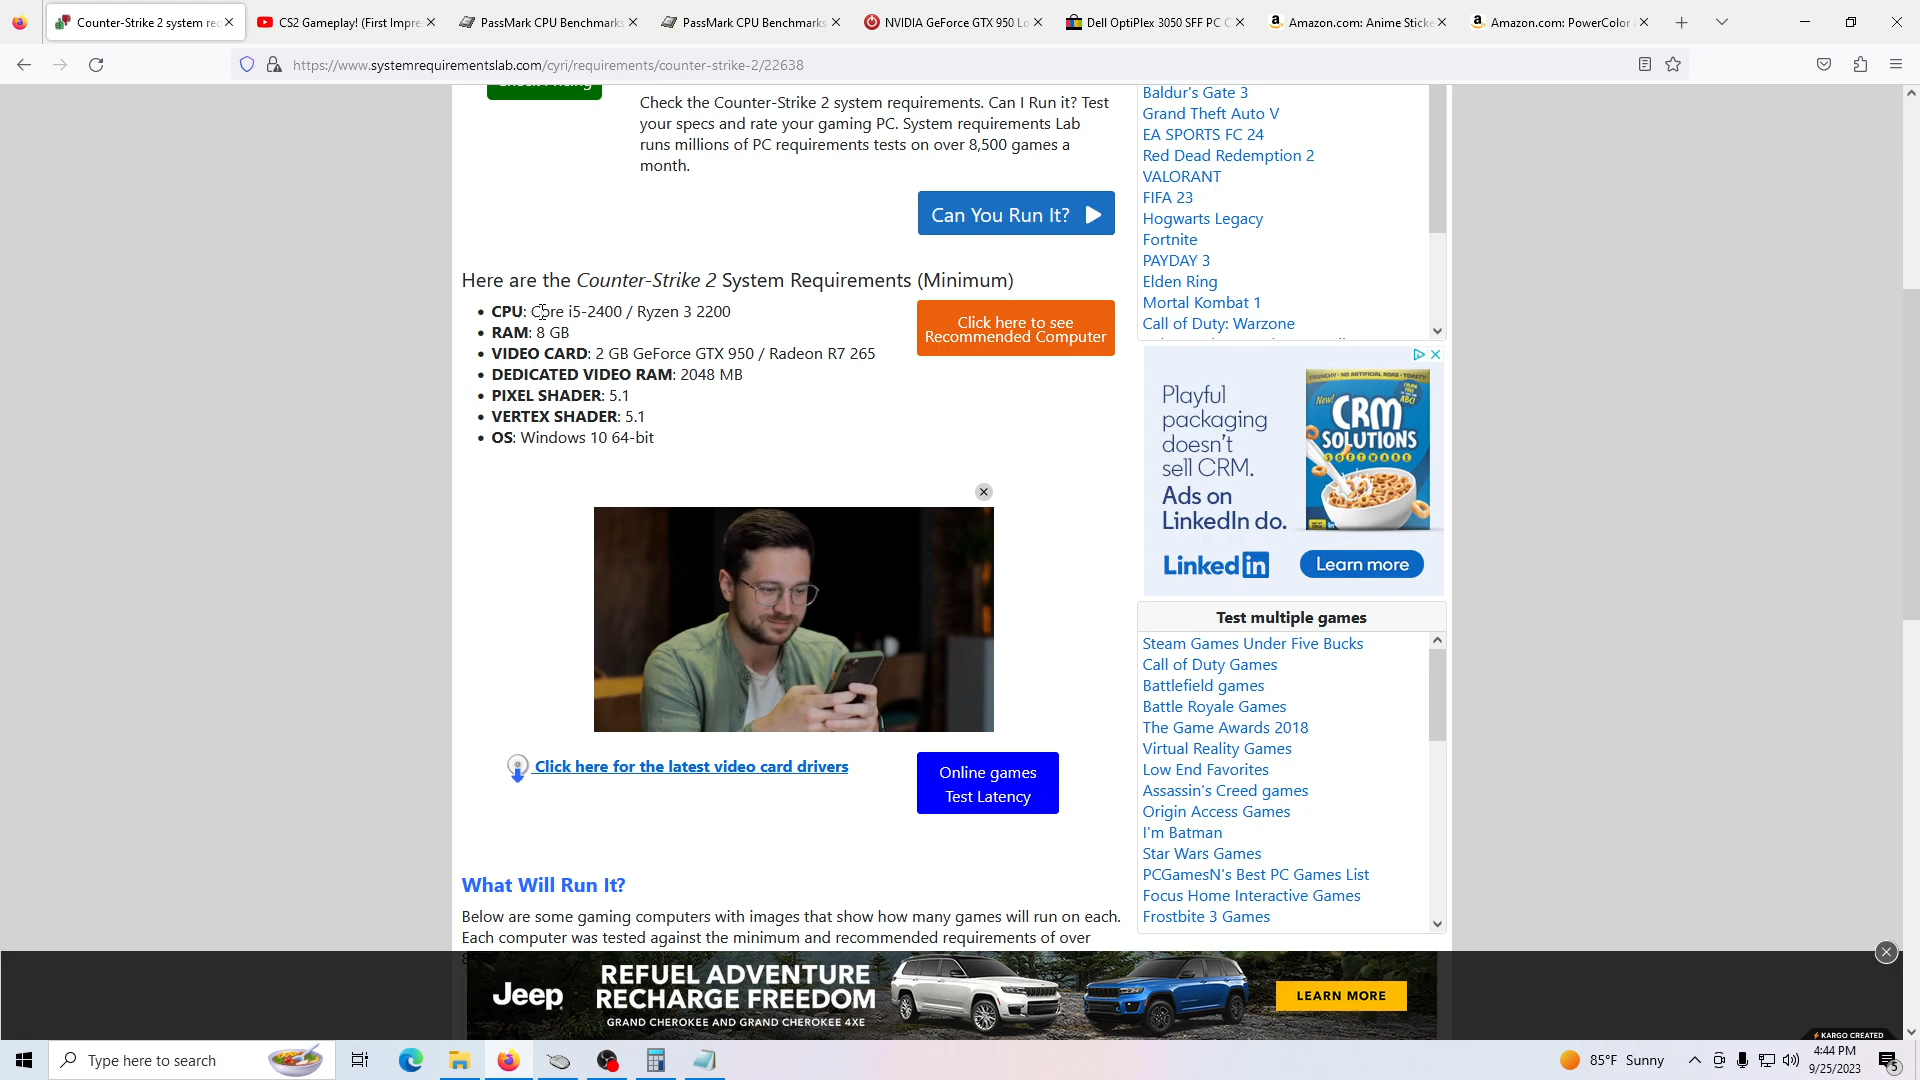 Counter-Strike 2 system re
CS2 Gameplay! (First Impre
PassMark CPU Benchmarks
PassMark CPU Benchmarks
NVIDIA GeForce GTX 950 Lo
Dell OptiPlex 3050 SFF PC
Amazon.com: Anime Sticke
Amazon.com: PowerColor
https://www.systemrequirementslab.com/cyri/requirements/counter-strike-2/22638
Check the Counter-Strike 2 system requirements. Can I Run it? Test
your specs and rate your gaming PC. System requirements Lab
runs millions of PC requirements tests on over 8,500 games a
month.
Can You Run It?
Here are the Counter-Strike 2 System Requirements (Minimum)
• CPU: Core i5-2400 / Ryzen 3 2200
• RAM: 8 GB
• VIDEO CARD: 2 GB GeForce GTX 950 / Radeon R7 265
• DEDICATED VIDEO RAM: 2048 MB
• PIXEL SHADER: 5.1
• VERTEX SHADER: 5.1
• OS: Windows 10 64-bit
Click here to see
Recommended Computer
Click here for the latest video card drivers
Online games
Test Latency
What Will Run It?
Below are some gaming computers with images that show how many games will run on each.
Each computer was tested against the minimum and recommended requirements of over
Baldur's Gate 3
Grand Theft Auto V
EA SPORTS FC 24
Red Dead Redemption 2
VALORANT
FIFA 23
Hogwarts Legacy
Fortnite
PAYDAY 3
Elden Ring
Mortal Kombat 1
Call of Duty: Warzone
Playful
packaging
doesn't
sell CRM.
Ads on
LinkedIn do.
LinkedIn
Learn more
CRUNCHY • NO ARTIFICIAL ADS • TOASTY
New!
CRM
SOLUTIONS
SOFTWARE
Test multiple games
Steam Games Under Five Bucks
Call of Duty Games
Battlefield games
Battle Royale Games
The Game Awards 2018
Virtual Reality Games
Low End Favorites
Assassin's Creed games
Origin Access Games
I'm Batman
Star Wars Games
PCGamesN's Best PC Games List
Focus Home Interactive Games
Frostbite 3 Games
Jeep
REFUEL ADVENTURE
RECHARGE FREEDOM
GRAND CHEROKEE AND GRAND CHEROKEE 4XE
LEARN MORE
KARGO CREATED
Type here to search
85°F Sunny
4:44 PM
9/25/2023
5